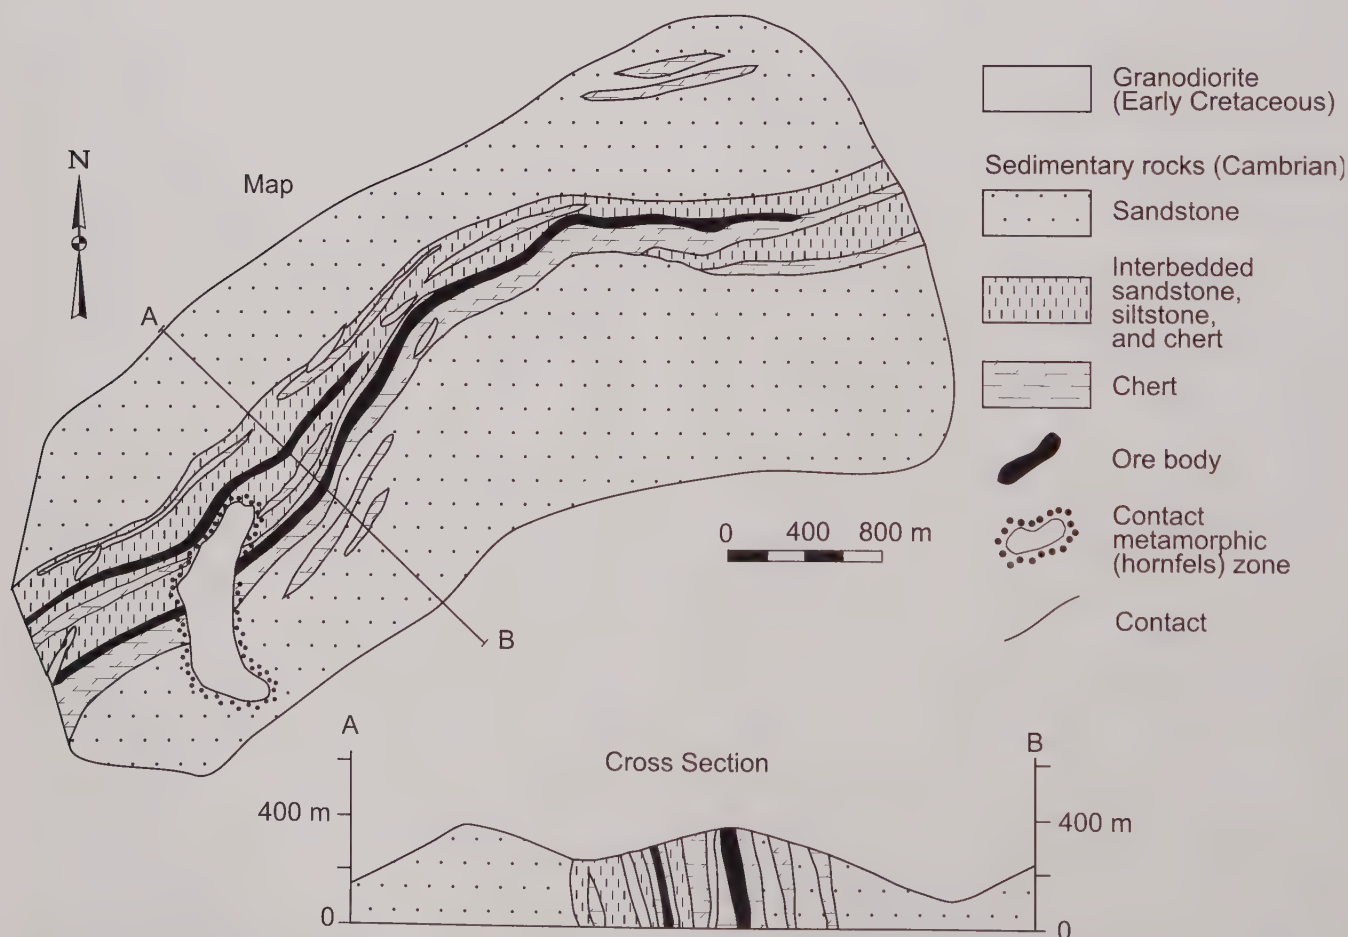 N
Map
A
B
0 400 800 m
Granodiorite
(Early Cretaceous)
Sedimentary rocks (Cambrian)
Sandstone
Interbedded
sandstone,
siltstone,
and chert
Chert
Ore body
Contact
metamorphic
(hornfels) zone
Contact
A
B
Cross Section
400 m
400 m
0
0